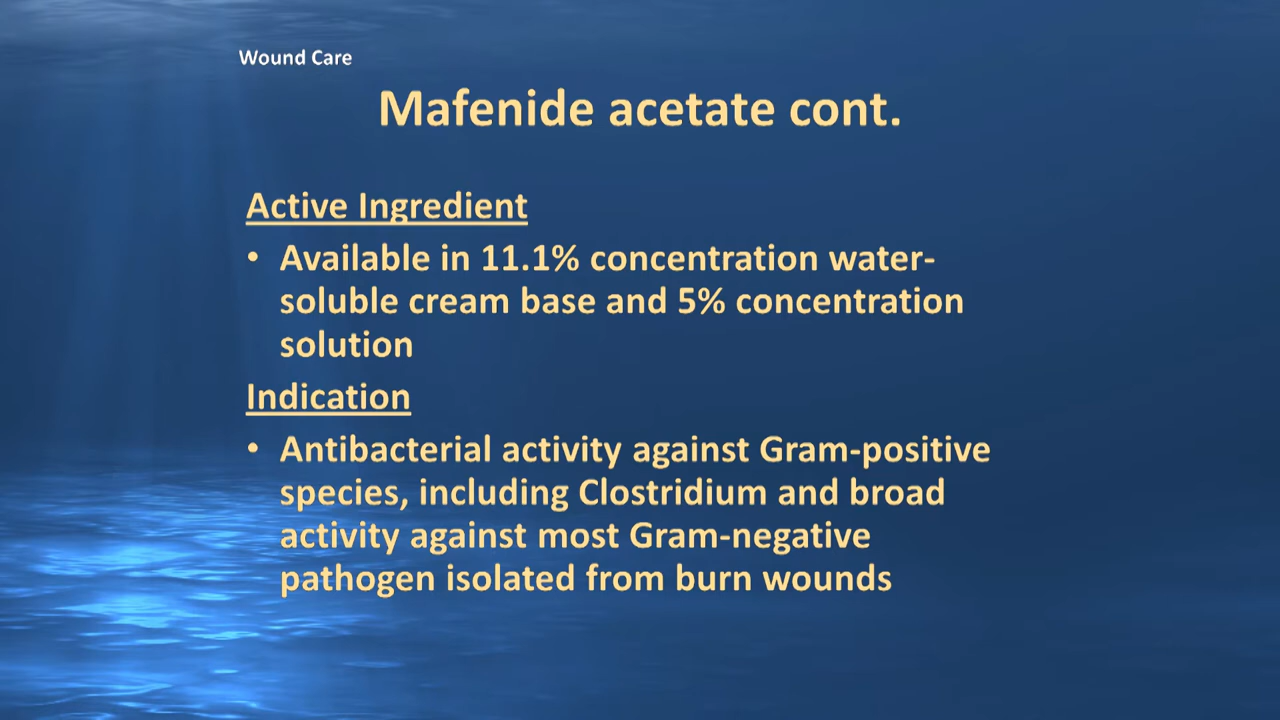 Wound Care
Mafenide acetate cont.
Active Ingredient
• Available in 11.1% concentration water-
soluble cream base and 5% concentration
solution
Indication
• Antibacterial activity against Gram-positive
species, including Clostridium and broad
activity against most Gram-negative
pathogen isolated from burn wounds